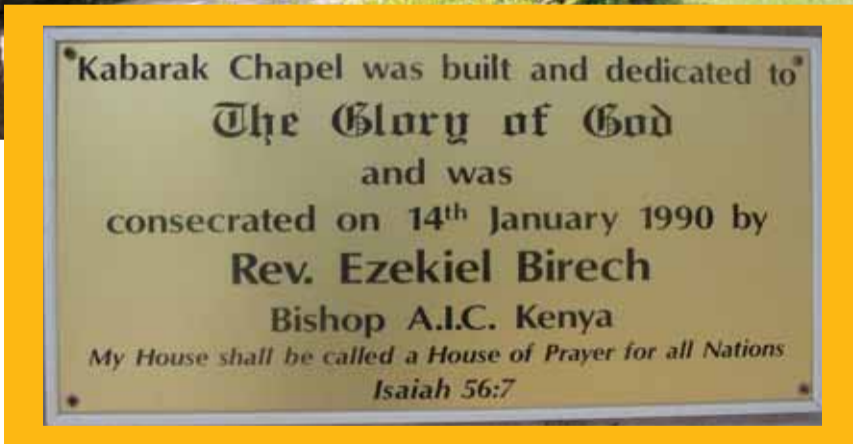 Kabarak Chapel was built and dedicated to
The Glory of God
and was
consecrated on 14th January 1990 by
Rev. Ezekiel Birech
Bishop A.I.C. Kenya
My House shall be called a House of Prayer for all Nations
Isaiah 56:7